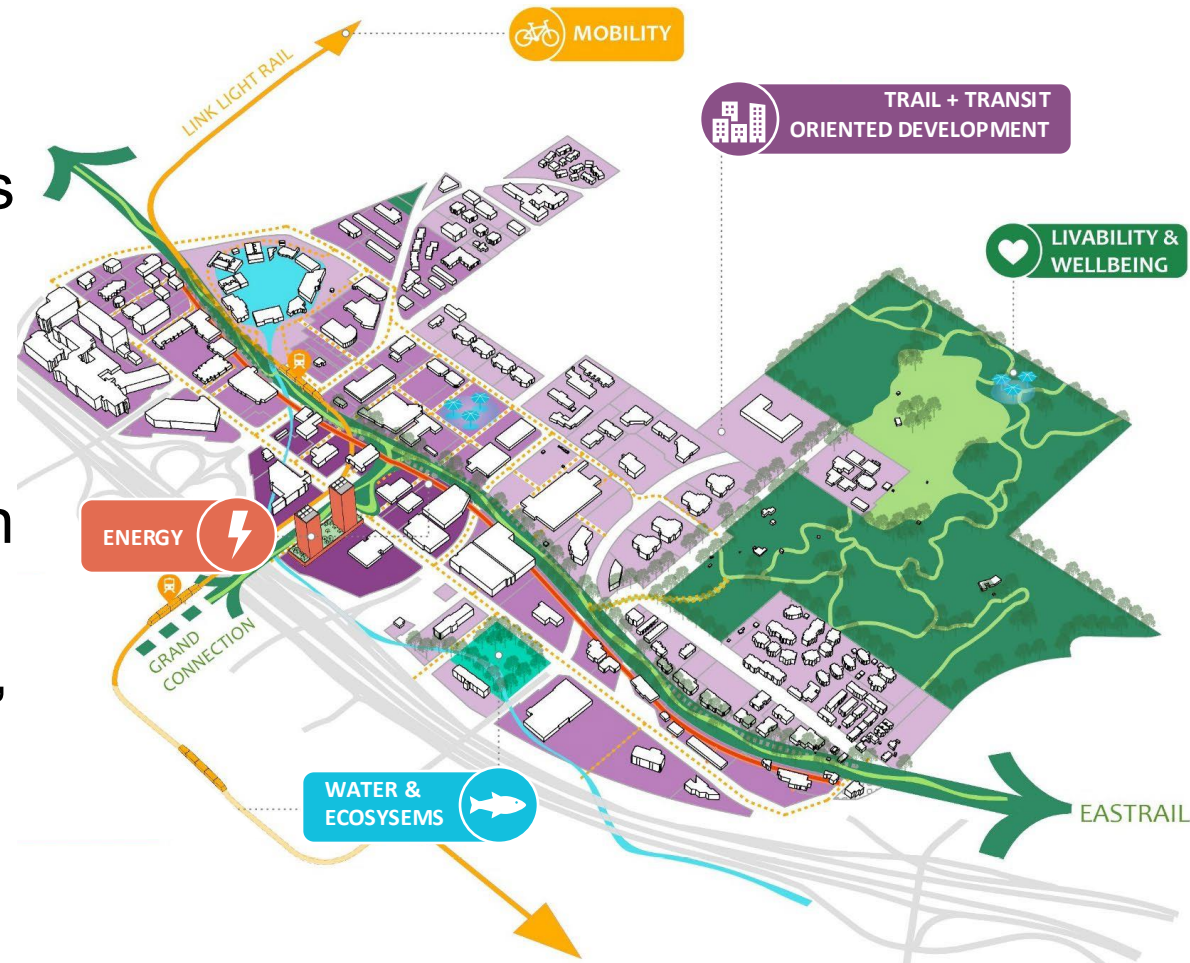 MOBILITY
LINK LIGHT RAIL
TRAIL + TRANSIT
ORIENTED DEVELOPMENT
s
LIVABILITY &
WELLBEING
n
ENERGY
GRAND
CONNECTION
,
WATER &
ECOSYSEMS
EASTRAIL